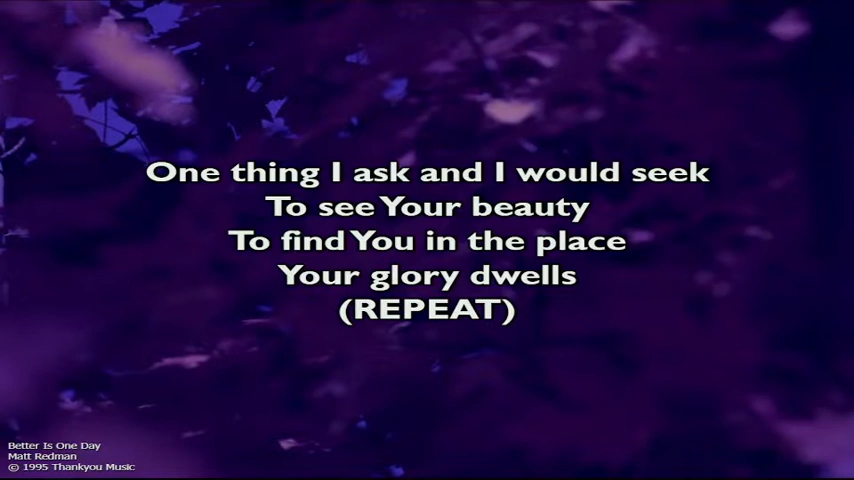 One thing I ask and I would seek
To see Your beauty
To find You in the place
Your glory dwells
(REPEAT)
Better Is One Day
Matt Redman
© 1995 Thankyou Music